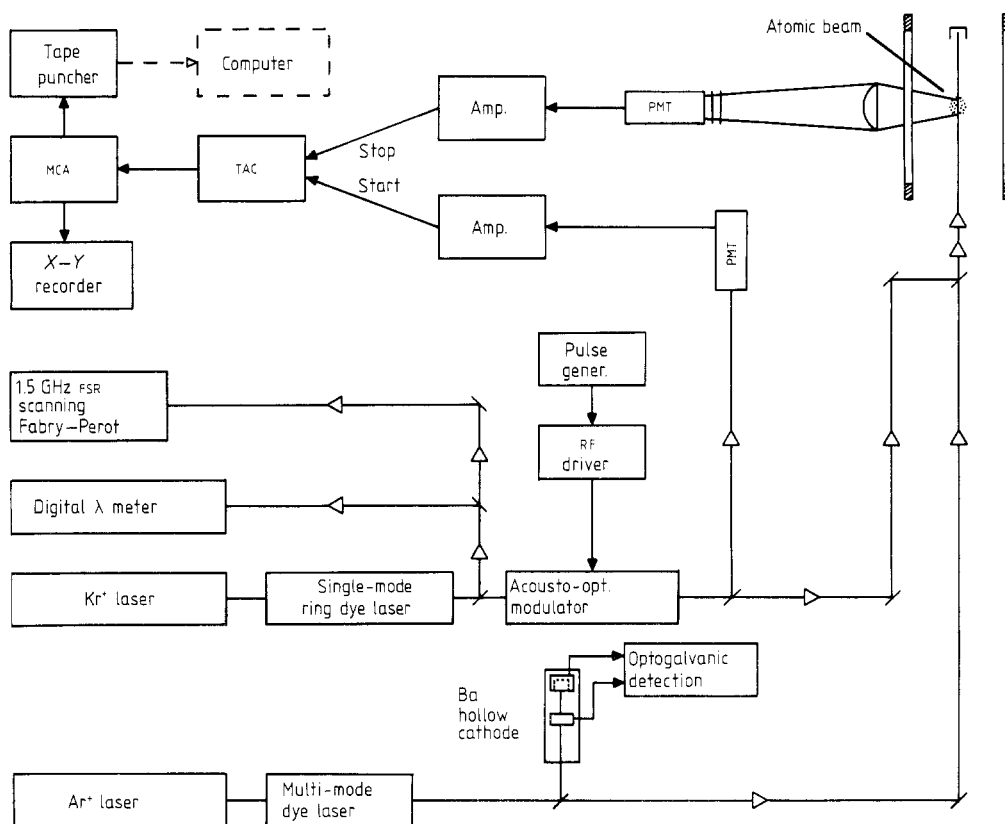 Atomic beam
Tape
puncher
Computer
Amp.
PMT
Stop
MCA
TAC
Start
Amp.
PMT
X–Y
recorder
Pulse
gener.
1.5 GHz FSR
scanning
Fabry–Perot
RF
driver
Digital λ meter
Kr⁺ laser
Single-mode
ring dye laser
Acousto-opt.
modulator
Optogalvanic
detection
Ba
hollow
cathode
Ar⁺ laser
Multi-mode
dye laser